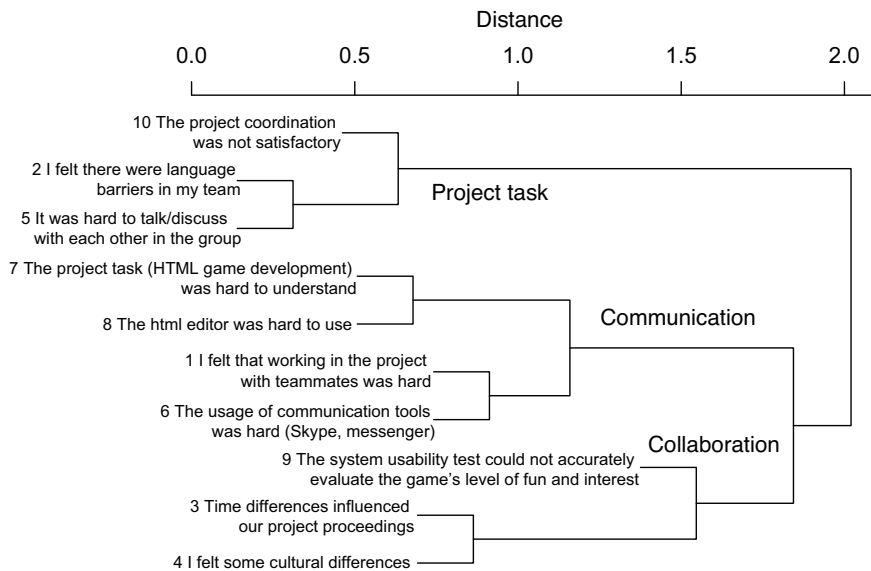 Distance
0.0 0.5 1.0 1.5 2.0
10 The project coordination
was not satisfactory
2 I felt there were language
barriers in my team
Project task
5 It was hard to talk/discuss
with each other in the group
7 The project task (HTML game development)
was hard to understand
8 The html editor was hard to use
Communication
1 I felt that working in the project
with teammates was hard
6 The usage of communication tools
was hard (Skype, messenger)
Collaboration
9 The system usability test could not accurately
evaluate the game’s level of fun and interest
3 Time differences influenced
our project proceedings
4 I felt some cultural differences